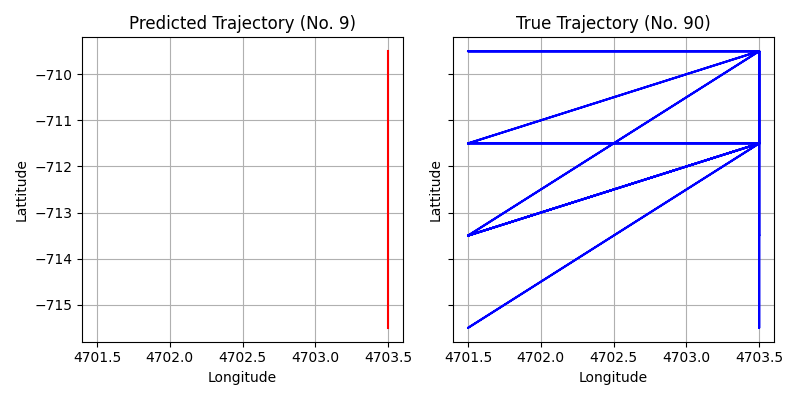 Predicted Trajectory (No. 9)
True Trajectory (No. 90)
Lattitude
−710
−711
−712
−713
−714
−715
4701.5 4702.0 4702.5 4703.0 4703.5
Longitude
Lattitude
4701.5 4702.0 4702.5 4703.0 4703.5
Longitude